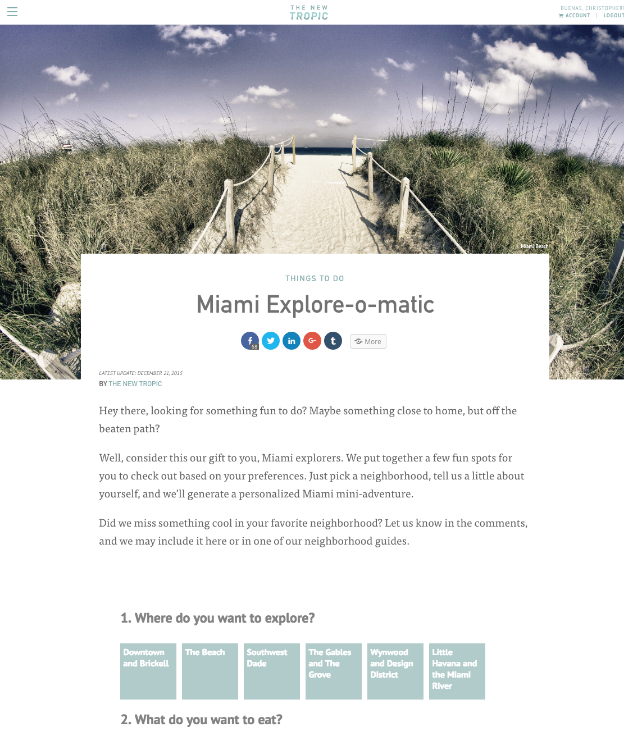 THE NEW
TROPIC
BUENAS, CHRISTOPHER!
ACCOUNT | LOGOUT
Miami Beach
THINGS TO DO
Miami Explore-o-matic
More
LATEST UPDATE: DECEMBER 21, 2015
BY THE NEW TROPIC
Hey there, looking for something fun to do? Maybe something close to home, but off the
beaten path?
Well, consider this our gift to you, Miami explorers. We put together a few fun spots for
you to check out based on your preferences. Just pick a neighborhood, tell us a little about
yourself, and we'll generate a personalized Miami mini-adventure.
Did we miss something cool in your favorite neighborhood? Let us know in the comments,
and we may include it here or in one of our neighborhood guides.
1. Where do you want to explore?
Downtown
and Brickell
The Beach
Southwest
Dade
The Gables
and The
Grove
Wynwood
and Design
District
Little
Havana and
the Miami
River
2. What do you want to eat?